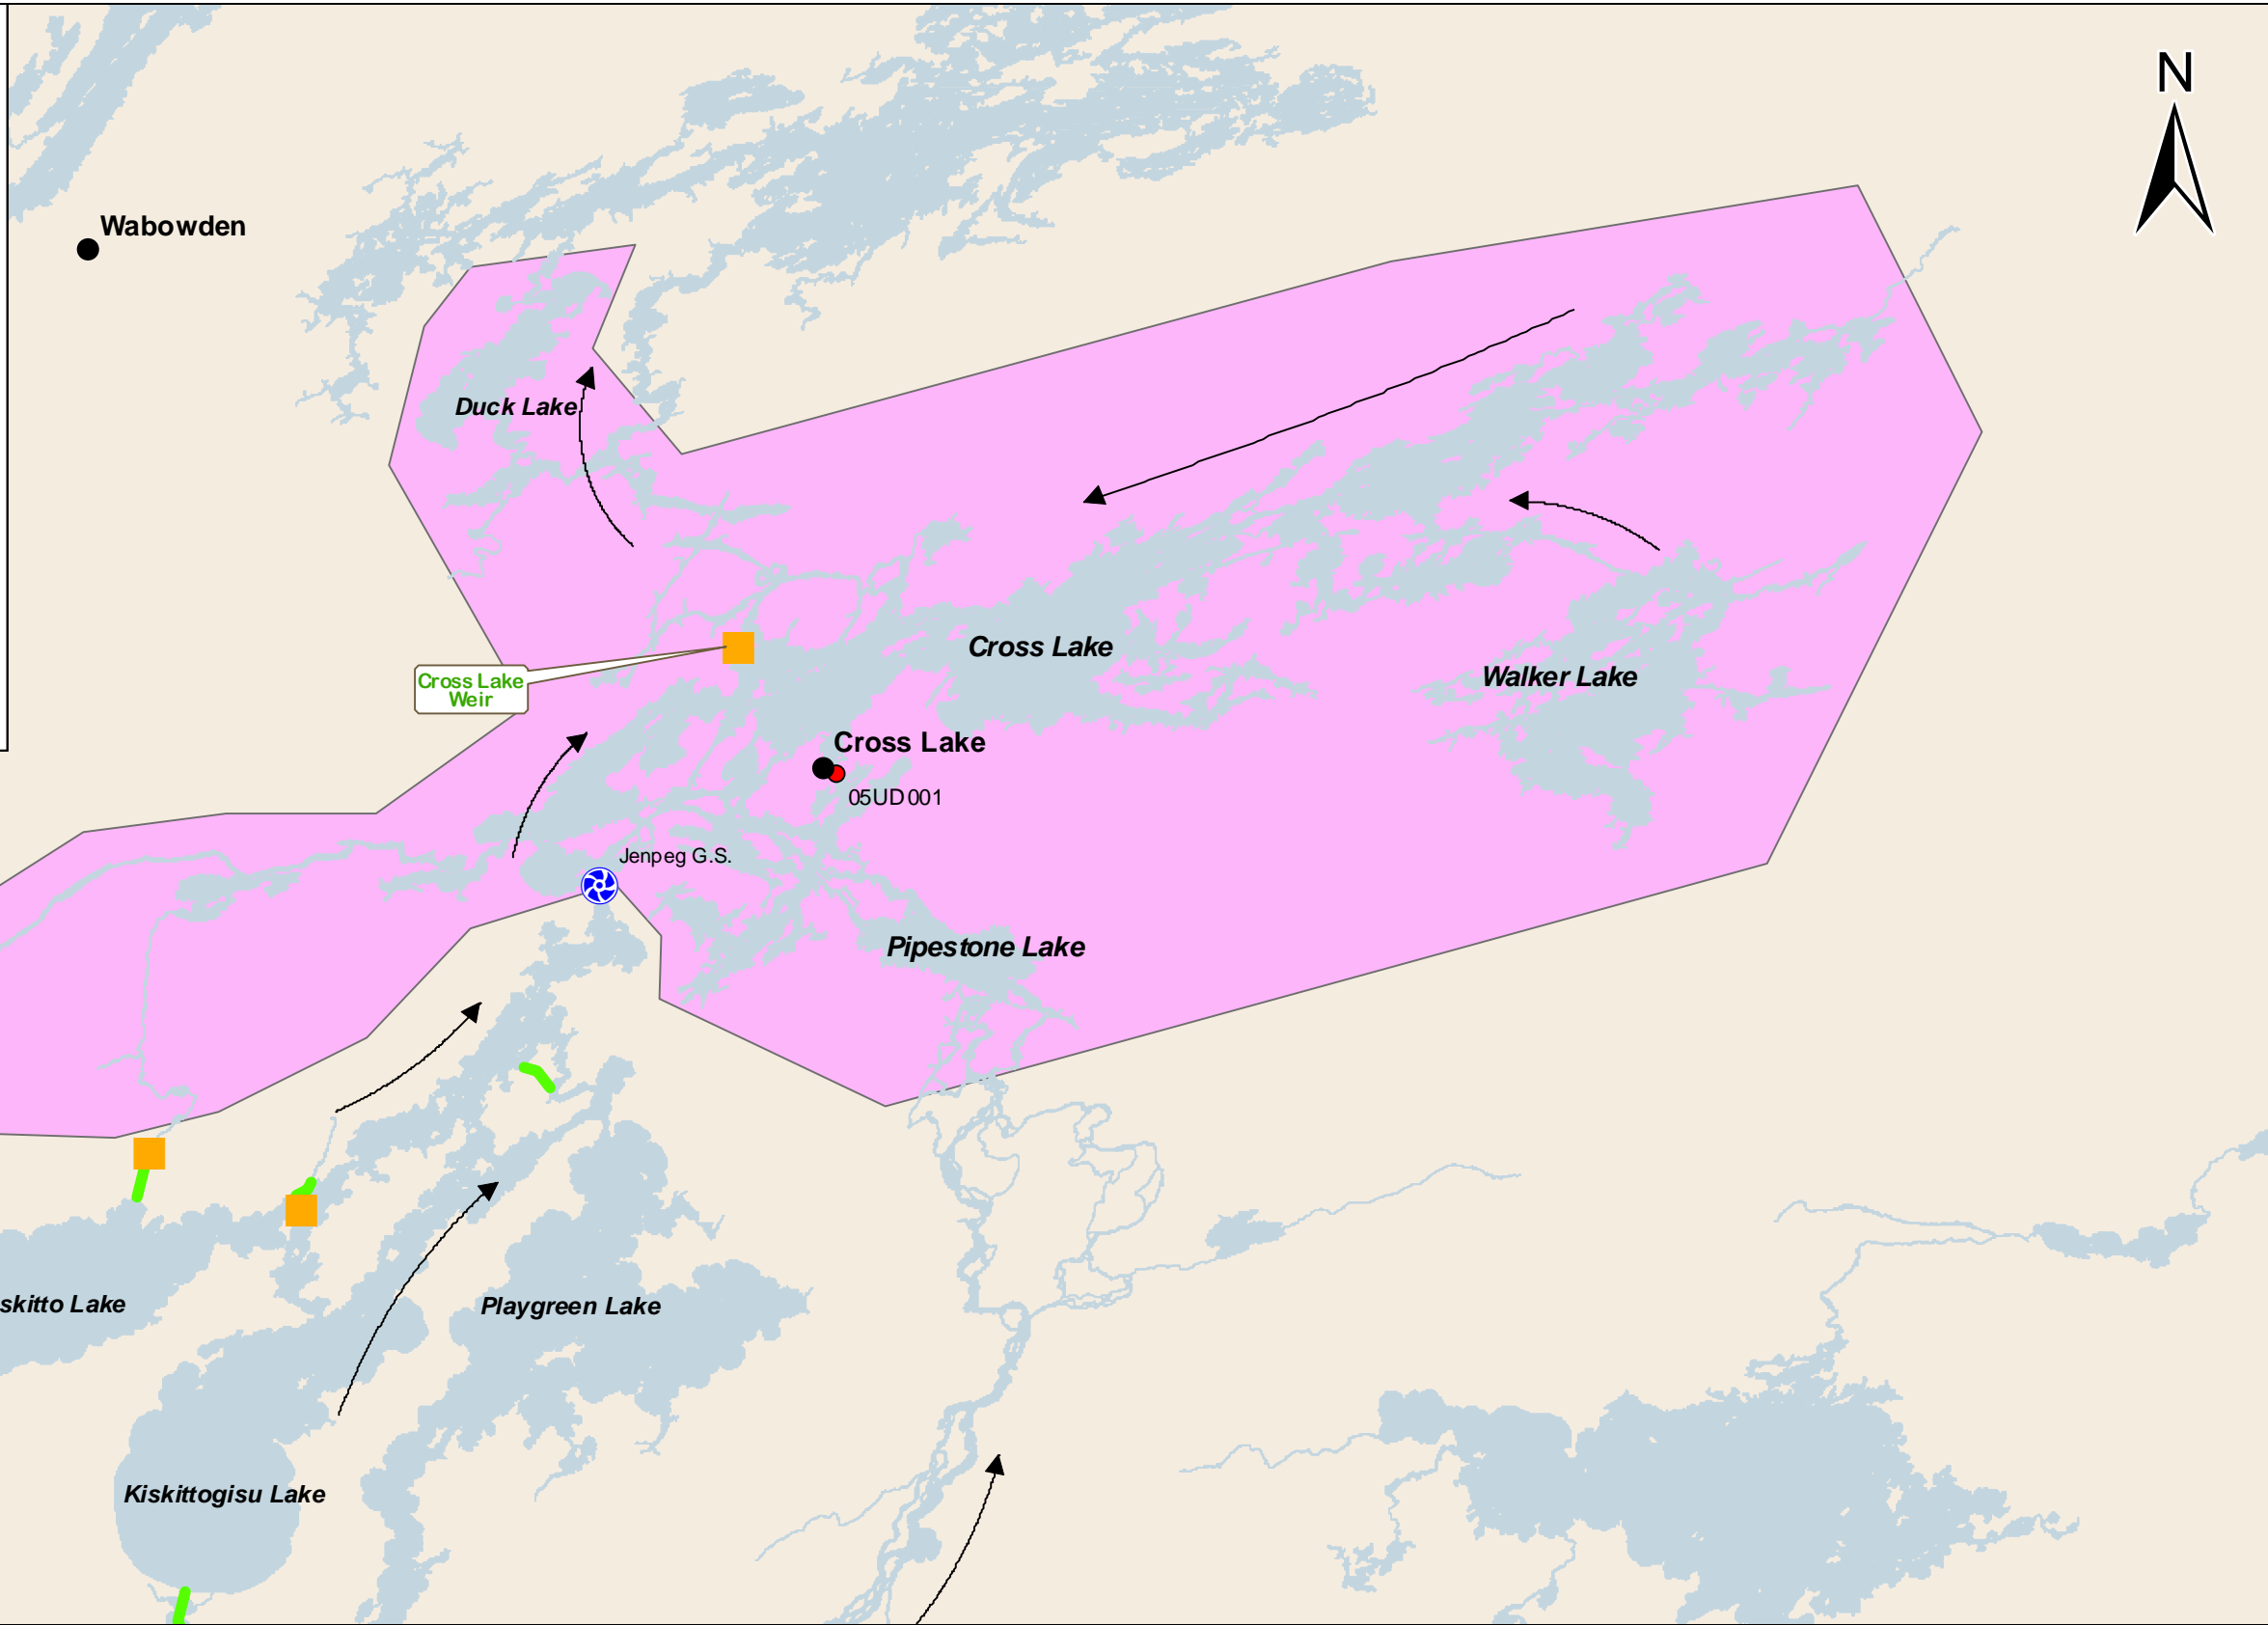 N
Wabowden
Duck Lake
Cross Lake
Walker Lake
Cross Lake
Weir
Cross Lake
05UD001
Jenpeg G.S.
Pipestone Lake
skitto Lake
Playgreen Lake
Kiskittogisu Lake